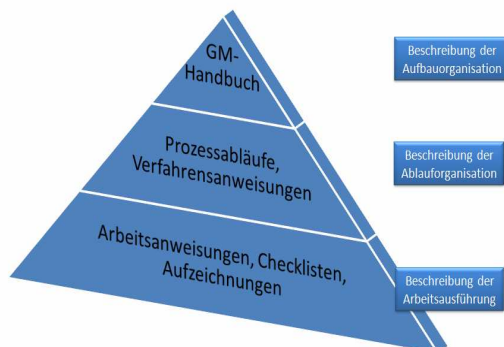 GM-
Handbuch
Beschreibung der
Aufbauorganisation
Prozessabläufe,
Verfahrensanweisungen
Beschreibung der
Ablauforganisation
Arbeitsanweisungen, Checklisten,
Aufzeichnungen
Beschreibung der
Arbeitsausführung